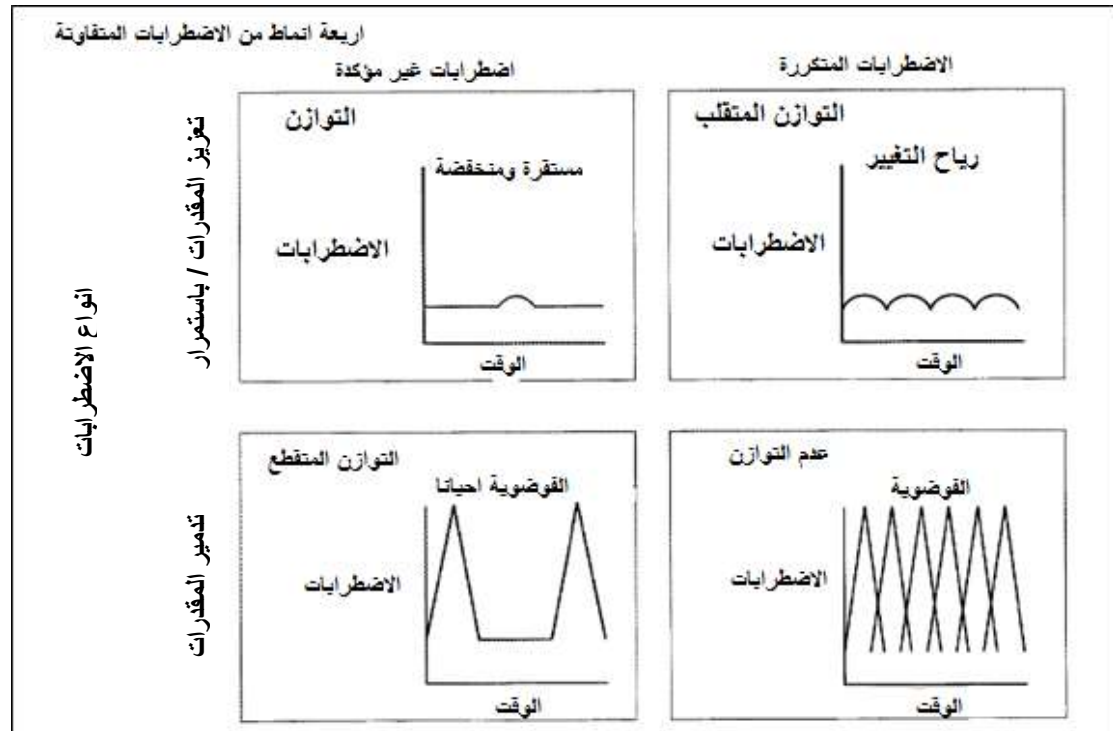 اربعة انماط من الاضطرابات المتفاوتة
الاضطرابات المتكررة
اضطرابات غير مؤكدة
انواع الاضطرابات
تعزيز المقدرات / باستمرار
التوازن المتقلب
رياح التغيير
الاضطرابات
الوقت
التوازن
مستقرة ومنخفضة
الاضطرابات
الوقت
تدمير المقدرات
عدم التوازن
الفوضوية
الاضطرابات
الوقت
التوازن المتقطع
الفوضوية احيانا
الاضطرابات
الوقت